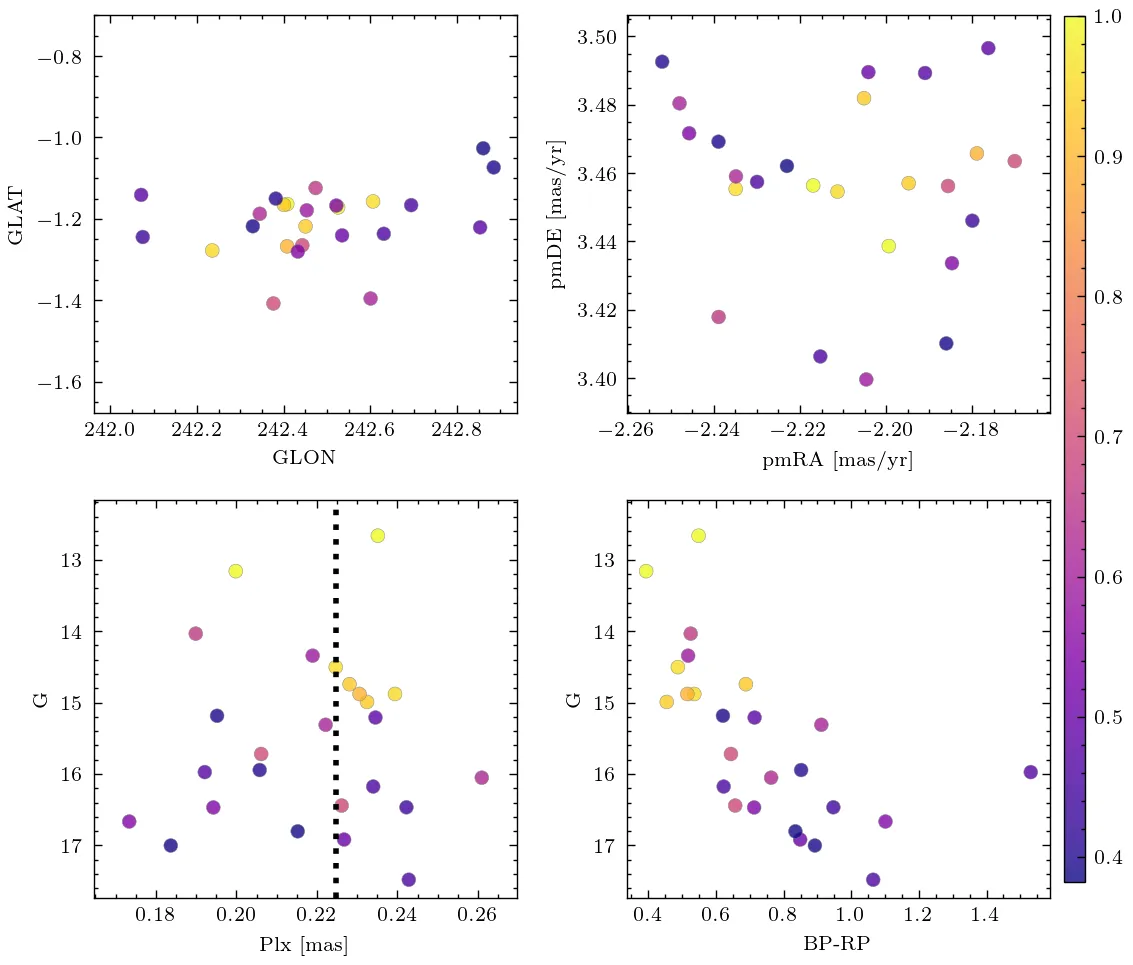 −0.8
−1.0
−1.2
−1.4
−1.6
GLAT
242.0 242.2 242.4 242.6 242.8
GLON
3.50
3.48
3.46
3.44
3.42
3.40
pmDE [mas/yr]
−2.26 −2.24 −2.22 −2.20 −2.18
pmRA [mas/yr]
13
14
15
16
17
G
0.18 0.20 0.22 0.24 0.26
Plx [mas]
13
14
15
16
17
G
0.4 0.6 0.8 1.0 1.2 1.4
BP-RP
1.0
0.9
0.8
0.7
0.6
0.5
0.4